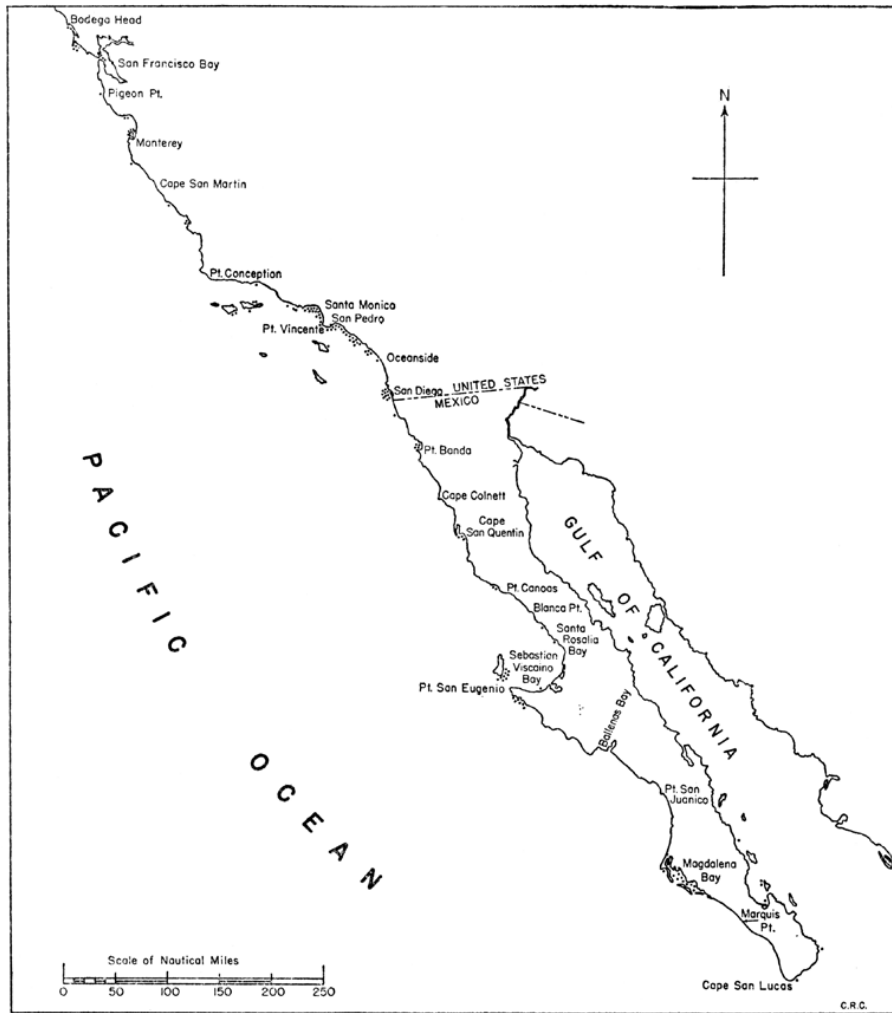 Bodega Head
San Francisco Bay
Pigeon Pt.
Monterey
Cape San Martin
Pt. Conception
Santa Monica
San Pedro
Pt. Vincente
Oceanside
San Diego
UNITED STATES
MEXICO
Pt. Banda
Cape Colnett
Cape
San Quentin
Pt. Canoas
Blanca Pt.
Santa
Rosalia
Bay
Sebastian
Viscaino
Bay
Pt. San Eugenio
Ballenas Bay
Pt. San
Juanico
Magdalena
Bay
Marquis
Pt.
Cape San Lucas
N
GULF OF CALIFORNIA
PACIFIC OCEAN
Scale of Nautical Miles
0 50 100 150 200 250
C.R.C.